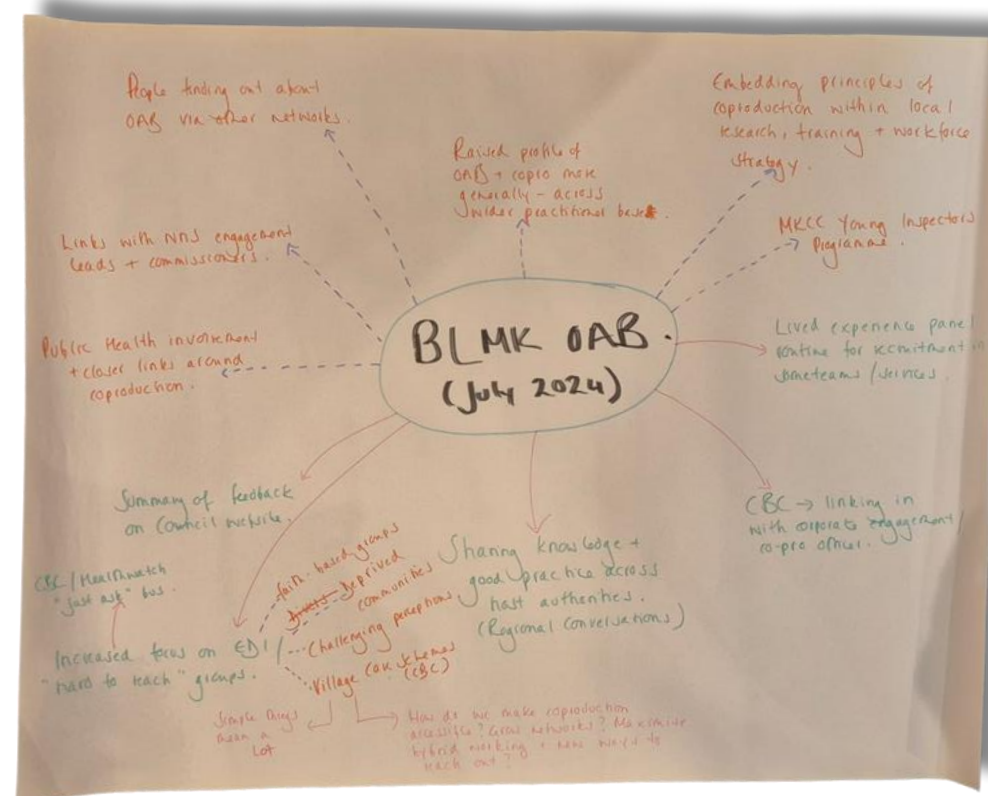 People finding out about
OAB via other networks.
Raised profile of
OAB + copro more
generally - across
wider practitioner base.
Embedding principles of
coproduction within local
research, training + workforce
strategy.
MKCC Young Inspectors
Programme.
Links with NHS engagement
leads + commissioners.
Public Health involvement
+ closer links around
coproduction.
BLMK OAB.
(July 2024)
Lived experience panel
routine for recruitment in
some teams / services.
CBC → linking in
with corporate engagement /
co-pro officer.
Summary of feedback
on Council website.
Sharing knowledge +
good practice across
host authorities.
(Regional Conversations)
CBC / Healthwatch
"Just ask" bus.
Increased focus on EDI /
"hard to reach" groups.
faith-based groups
Deprived
communities
Challenging perceptions
Village Car Schemes
(CBC)
Simple things
mean a
Lot
How do we make coproduction
accessible? Grow networks? Maximise
hybrid working + new ways to
reach out?